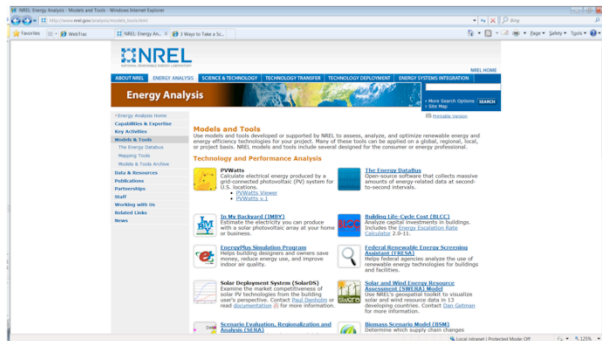 NREL: Energy Analysis - Models and Tools - Windows Internet Explorer
Bing
Favorites
WebTrac
NREL: Energy An...
3 Ways to Take a Sc...
Page
Safety
Tools
NREL
NREL HOME
ABOUT NREL
ENERGY ANALYSIS
SCIENCE & TECHNOLOGY
TECHNOLOGY TRANSFER
TECHNOLOGY DEPLOYMENT
ENERGY SYSTEMS INTEGRATION
Energy Analysis
More Search Options
SEARCH
Site Map
Printable Version
Energy Analysis Home
Capabilities & Expertise
Key Activities
Models & Tools
The Energy DataBus
Mapping Tools
Models & Tools Archive
Data & Resources
Publications
Partnerships
Staff
Working with Us
Related Links
News
Models and Tools
Use models and tools developed or supported by NREL to assess, analyze, and optimize renewable energy and
energy efficiency technologies for your project. Many of these tools can be applied on a global, regional, local,
or project basis. NREL models and tools include several designed for the consumer or energy professional.
Technology and Performance Analysis
PVWatts
Calculate electrical energy produced by a
grid-connected photovoltaic (PV) system for
U.S. locations.
• PVWatts Viewer
• PVWatts v.1
The Energy DataBus
Open source software that collects massive
amounts of energy-related data at second-
to-second intervals.
In My Backyard (IMBY)
Estimate the electricity you can produce
with a solar photovoltaic array at your home
or business.
Building Life-Cycle Cost (BLCC)
Analyze capital investments in buildings.
Includes the Energy Escalation Rate
Calculator 2.0-11.
EnergyPlus Simulation Program
Helps building designers and owners save
money, reduce energy use, and improve
indoor air quality.
Federal Renewable Energy Screening
Assistant (FRESA)
Helps federal agencies analyze the use of
renewable energy technologies for buildings
and facilities.
Solar Deployment System (SolarDS)
Examine the market competitiveness of
solar PV technologies from the building
user's perspective. Contact Paul Denholm or
read documentation for more information.
Solar and Wind Energy Resource
Assessment (SWERA) Model
Use NREL's geospatial toolkit to visualize
solar and wind resource data in 13
developing countries. Contact Dan Getman
for more information.
Scenario Evaluation, Regionalization and
Analysis (SERA)
Biomass Scenario Model (BSM)
Determine which supply chain changes
Local intranet | Protected Mode: Off
125%